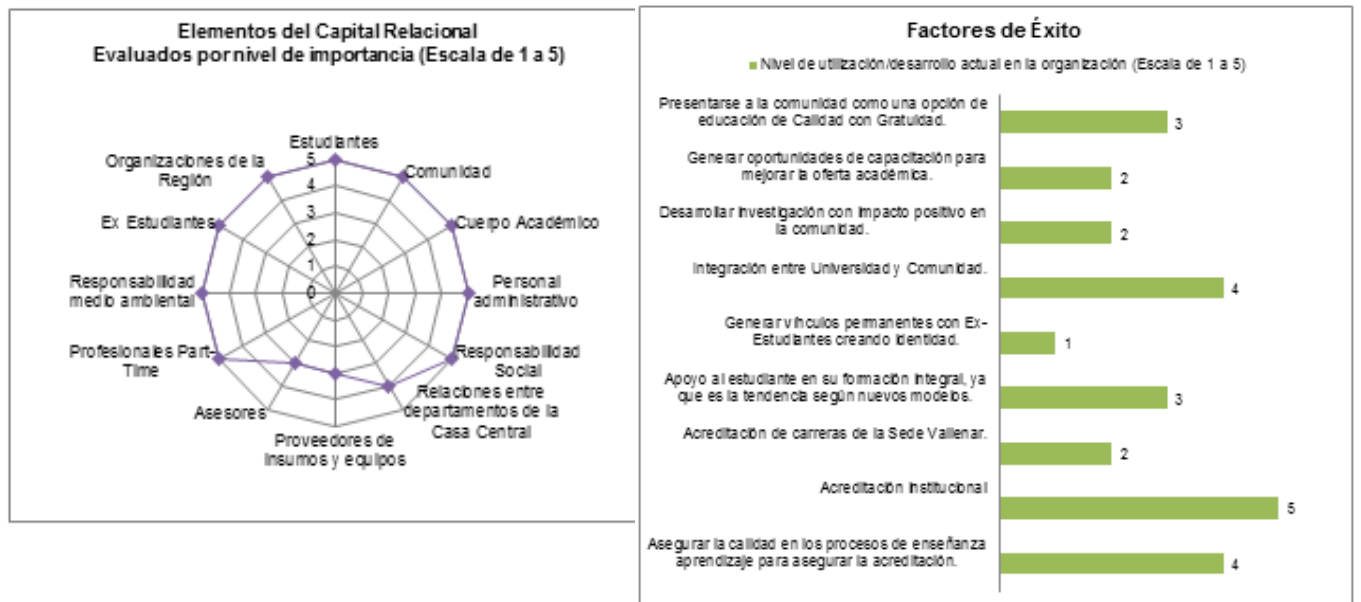 Elementos del Capital Relacional
Evaluados por nivel de importancia (Escala de 1 a 5)
Estudiantes
Comunidad
Cuerpo Académico
Personal
administrativo
Responsabilidad
Social
Relaciones entre
departamentos de la
Casa Central
Proveedores de
insumos y equipos
Asesores
Profesionales Part-
Time
Responsabilidad
medio ambiental
Ex Estudiantes
Organizaciones de la
Región
5
4
3
2
1
0
Factores de Éxito
Nivel de utilización/desarrollo actual en la organización (Escala de 1 a 5)
Presentarse a la comunidad como una opción de
educación de Calidad con Gratuidad.
3
Generar oportunidades de capacitación para
mejorar la oferta académica.
2
Desarrollar investigación con impacto positivo en
la comunidad.
2
Integración entre Universidad y Comunidad.
4
Generar vínculos permanentes con Ex-
Estudiantes creando identidad.
1
Apoyo al estudiante en su formación integral, ya
que es la tendencia según nuevos modelos.
3
Acreditación de carreras de la Sede Vallenar.
2
Acreditación Institucional
5
Asegurar la calidad en los procesos de enseñanza
aprendizaje para asegurar la acreditación.
4